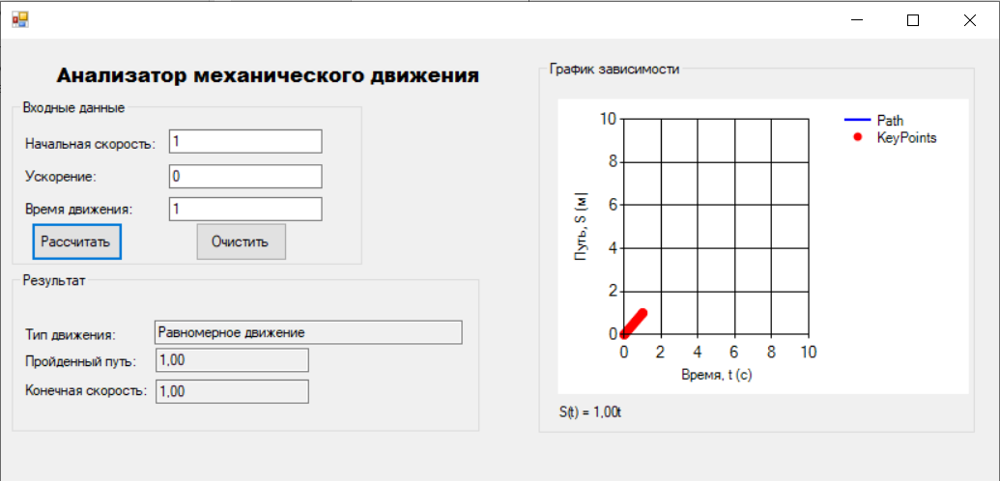 Анализатор механического движения
Входные данные
Начальная скорость: 1
Ускорение: 0
Время движения: 1
Рассчитать Очистить
Результат
Тип движения: Равномерное движение
Пройденный путь: 1,00
Конечная скорость: 1,00
График зависимости
Path
KeyPoints
Путь, S (м|
10
8
6
4
2
0
0 2 4 6 8 10
Время, t (с)
S(t) = 1,00t